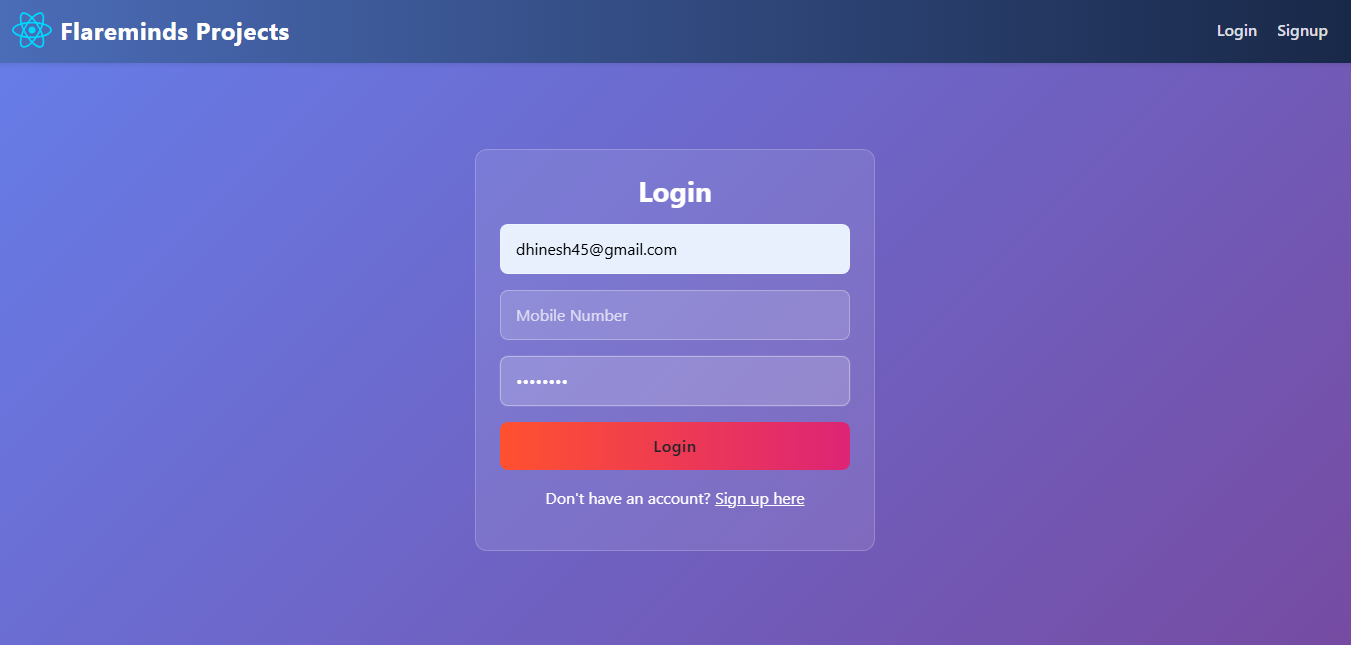 Flareminds Projects
Login Signup
Login
dhinesh45@gmail.com
Mobile Number
••••••••
Login
Don't have an account? Sign up here